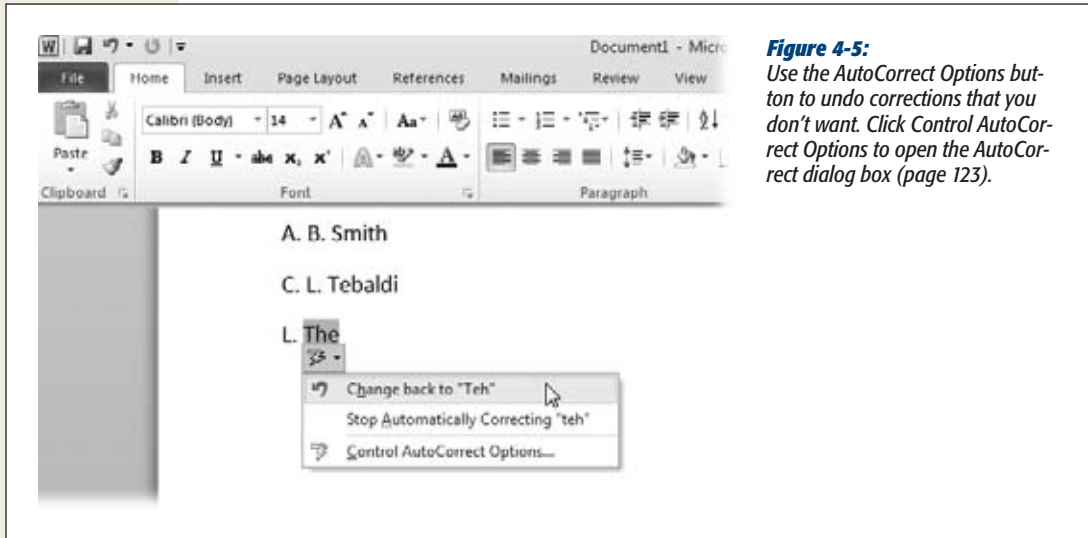 Document1 - Micro
File Home Insert Page Layout References Mailings Review View
Calibri (Body) 14 A A Aa
Paste B I U abc x, x' A A
Clipboard Font Paragraph
A. B. Smith
C. L. Tebaldi
L. The
Change back to "Teh"
Stop Automatically Correcting "teh"
Control AutoCorrect Options...
Figure 4-5:
Use the AutoCorrect Options but-
ton to undo corrections that you
don't want. Click Control AutoCor-
rect Options to open the AutoCor-
rect dialog box (page 123).